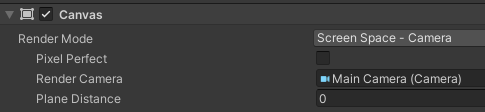 Canvas
Render Mode Screen Space - Camera
Pixel Perfect
Render Camera Main Camera (Camera)
Plane Distance 0